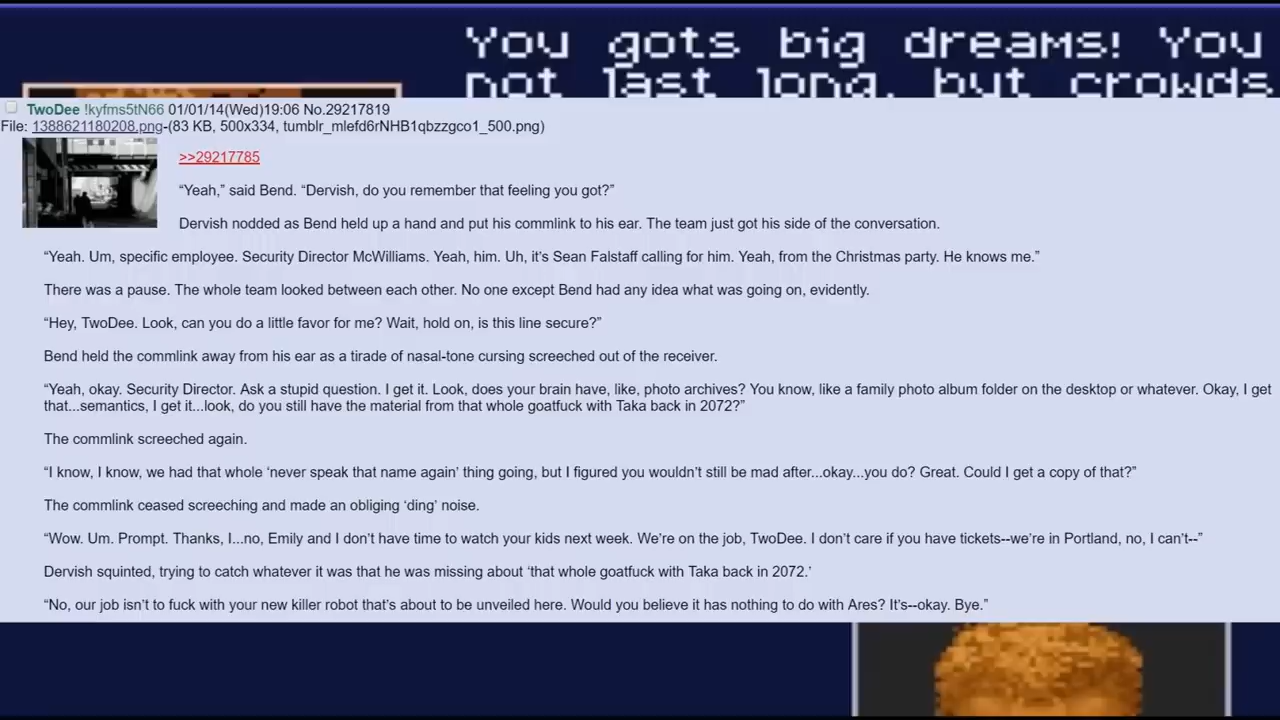 You gots big dreams! You
not last long, but crowds
TwoDee !kyfms5tN66 01/01/14(Wed)19:06 No.29217819
File: 1388621180208.png-(83 KB, 500x334, tumblr_mlefd6rNHB1qbzzgco1_500.png)
>>29217785
“Yeah,” said Bend. “Dervish, do you remember that feeling you got?”
Dervish nodded as Bend held up a hand and put his commlink to his ear. The team just got his side of the conversation.
“Yeah. Um, specific employee. Security Director McWilliams. Yeah, him. Uh, it’s Sean Falstaff calling for him. Yeah, from the Christmas party. He knows me.”
There was a pause. The whole team looked between each other. No one except Bend had any idea what was going on, evidently.
“Hey, TwoDee. Look, can you do a little favor for me? Wait, hold on, is this line secure?”
Bend held the commlink away from his ear as a tirade of nasal-tone cursing screeched out of the receiver.
“Yeah, okay. Security Director. Ask a stupid question. I get it. Look, does your brain have, like, photo archives? You know, like a family photo album folder on the desktop or whatever. Okay, I get
that...semantics, I get it...look, do you still have the material from that whole goatfuck with Taka back in 2072?”
The commlink screeched again.
“I know, I know, we had that whole ‘never speak that name again’ thing going, but I figured you wouldn’t still be mad after...okay...you do? Great. Could I get a copy of that?”
The commlink ceased screeching and made an obliging ‘ding’ noise.
“Wow. Um. Prompt. Thanks, I...no, Emily and I don’t have time to watch your kids next week. We’re on the job, TwoDee. I don’t care if you have tickets--we’re in Portland, no, I can’t--”
Dervish squinted, trying to catch whatever it was that he was missing about ‘that whole goatfuck with Taka back in 2072.’
“No, our job isn’t to fuck with your new killer robot that’s about to be unveiled here. Would you believe it has nothing to do with Ares? It’s--okay. Bye.”